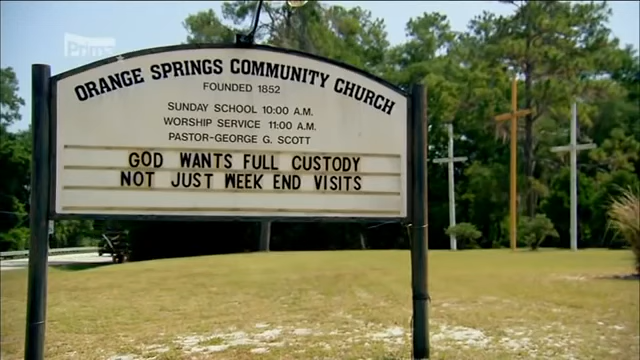 Prima
ORANGE SPRINGS COMMUNITY CHURCH
FOUNDED 1852
SUNDAY SCHOOL 10:00 A.M.
WORSHIP SERVICE 11:00 A.M.
PASTOR-GEORGE G. SCOTT
GOD WANTS FULL CUSTODY
NOT JUST WEEK END VISITS